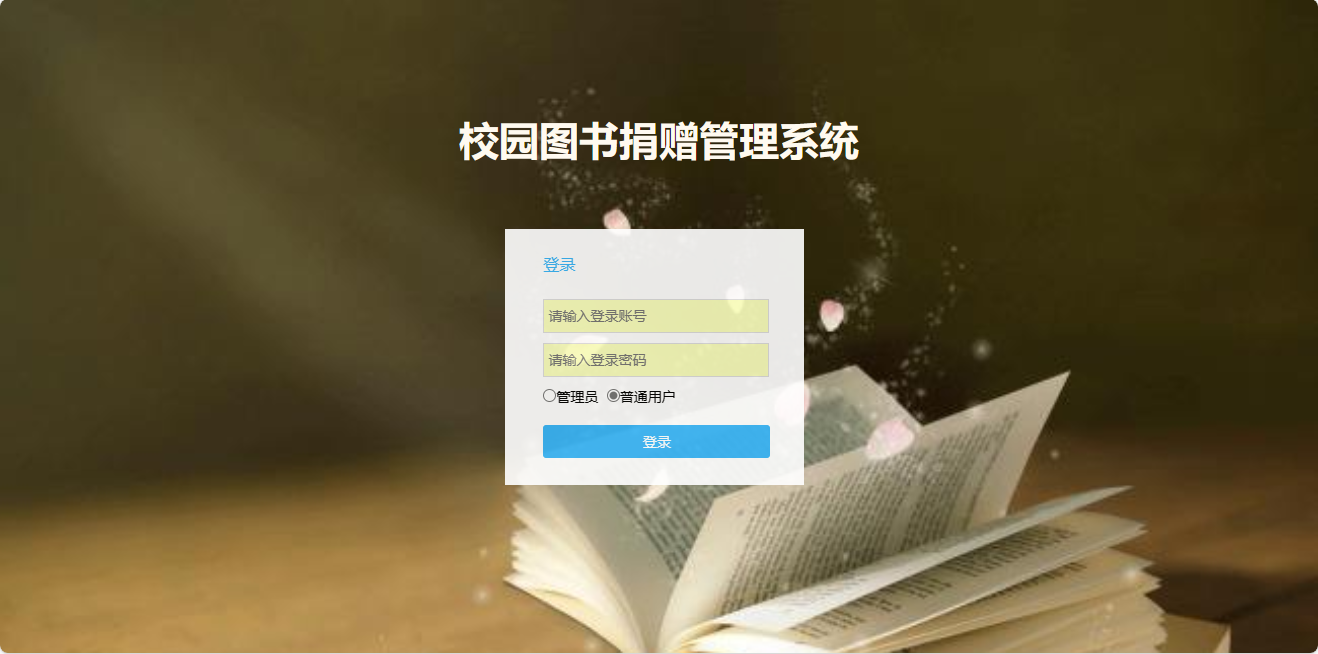 校园图书捐赠管理系统
登录
请输入登录账号
请输入登录密码
管理员 普通用户
登录